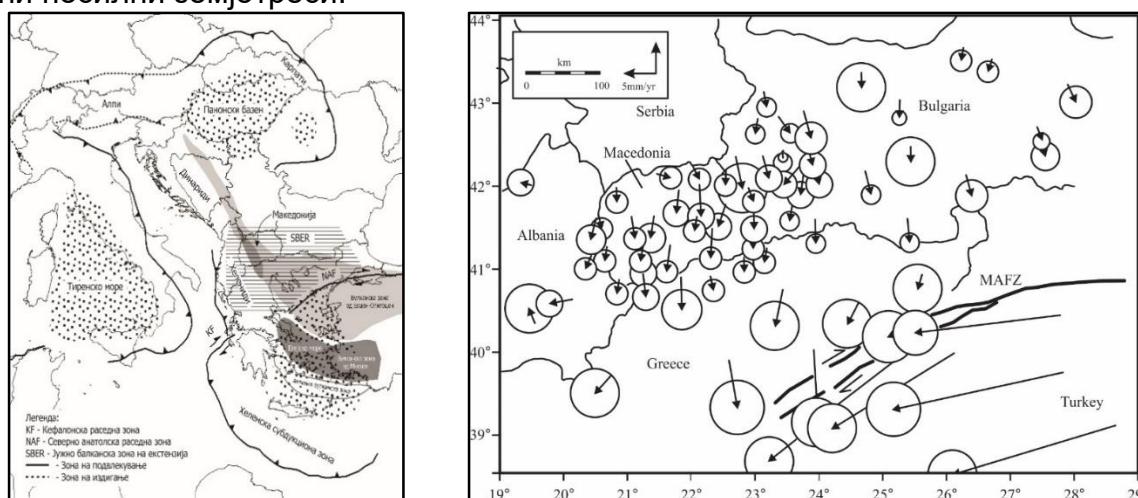 Карпати
Алпи
Панонски базен
Динариди
Македонија
SBER
NAF
Тиренско море
KF
Хеленска субдукциона зона
Легенда:
KF - Кефалонска раседна зона
NAF - Северно анатолска раседна зона
SBER - Јужно балканска зона на екстензија
- Зона на подвлекување
- Зона на издигање
44°
43°
42°
41°
40°
39°
km
0 100 5mm/yr
Serbia
Bulgaria
Macedonia
Albania
MAFZ
Greece
Turkey
19° 20° 21° 22° 23° 24° 25° 26° 27° 28° 29